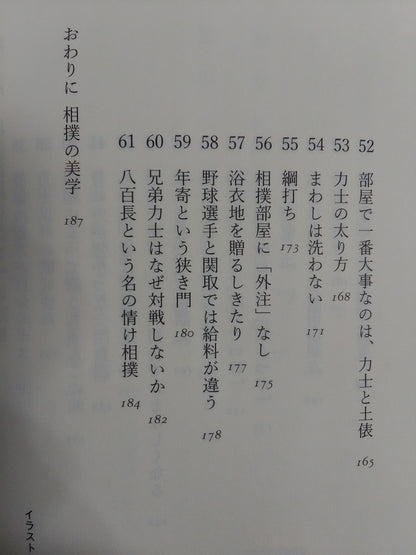 52 部屋で一番大事なのは、力士と土俵 165
53 力士の太り方 168
54 まわしは洗わない 171
55 綱打ち 173
56 相撲部屋に「外注」なし 175
57 浴衣地を贈るしきたり 177
58 野球選手と関取では給料が違う 178
59 年寄という狭き門 180
60 兄弟力士はなぜ対戦しないか 182
61 八百長という名の情け相撲 184
おわりに 相撲の美学 187
イラスト